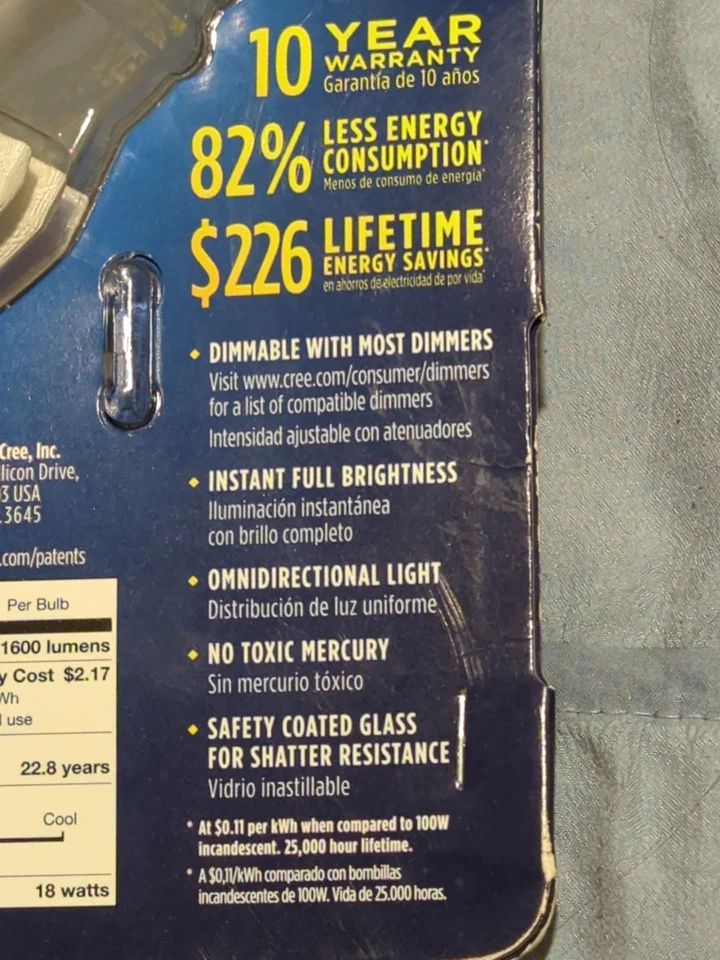 10 YEAR
WARRANTY
Garantía de 10 años
82% LESS ENERGY
CONSUMPTION*
Menos de consumo de energía*
$226 LIFETIME
ENERGY SAVINGS*
en ahorros de electricidad de por vida*
DIMMABLE WITH MOST DIMMERS
Visit www.cree.com/consumer/dimmers
for a list of compatible dimmers
Intensidad ajustable con atenuadores
INSTANT FULL BRIGHTNESS
Iluminación instantánea
con brillo completo
OMNIDIRECTIONAL LIGHT
Distribución de luz uniforme
NO TOXIC MERCURY
Sin mercurio tóxico
SAFETY COATED GLASS
FOR SHATTER RESISTANCE
Vidrio inastillable
* At $0.11 per kWh when compared to 100W
incandescent. 25,000 hour lifetime.
* A $0,11/kWh comparado con bombillas
incandescentes de 100W. Vida de 25.000 horas.
Cree, Inc.
licon Drive,
3 USA
.3645
.com/patents
Per Bulb
1600 lumens
y Cost $2.17
Wh
use
22.8 years
Cool
18 watts